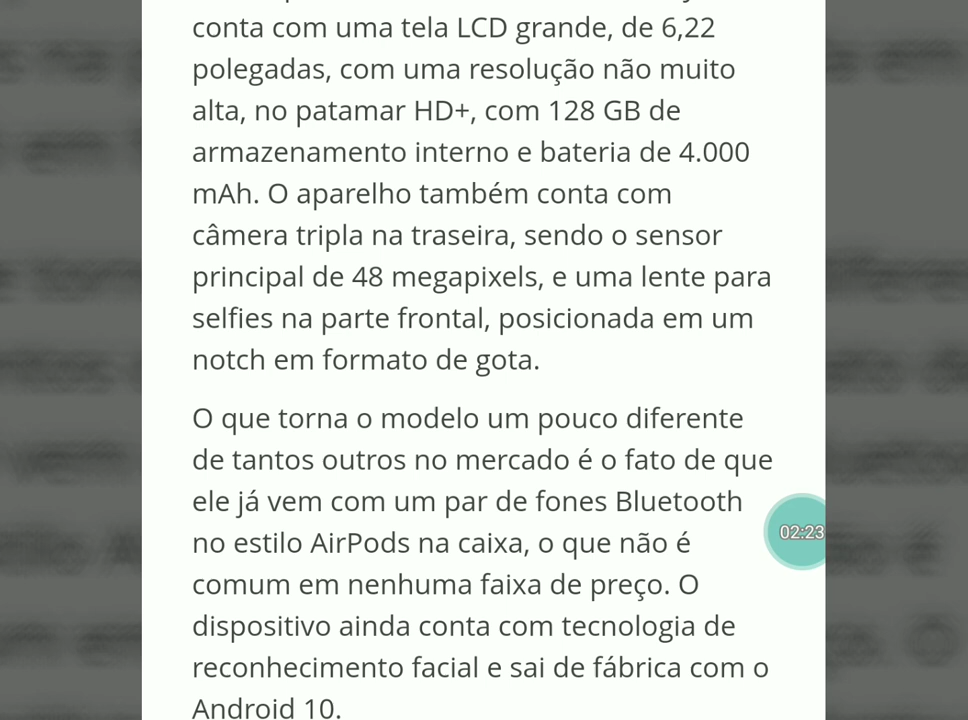 conta com uma tela LCD grande, de 6,22
polegadas, com uma resolução não muito
alta, no patamar HD+, com 128 GB de
armazenamento interno e bateria de 4.000
mAh. O aparelho também conta com
câmera tripla na traseira, sendo o sensor
principal de 48 megapixels, e uma lente para
selfies na parte frontal, posicionada em um
notch em formato de gota.
O que torna o modelo um pouco diferente
de tantos outros no mercado é o fato de que
ele já vem com um par de fones Bluetooth
no estilo AirPods na caixa, o que não é
comum em nenhuma faixa de preço. O
dispositivo ainda conta com tecnologia de
reconhecimento facial e sai de fábrica com o
Android 10.
02:23